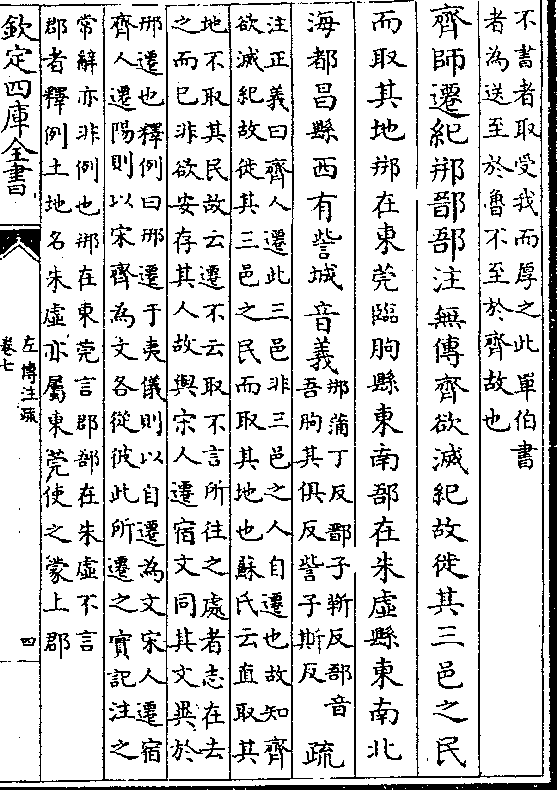 不書者取受我而厚之此單伯書
者為送至於魯不至於齊故也
齊師遷紀郱鄑郚注無傳齊欲滅紀故徙其三邑之民
而取其地郱在東莞臨朐縣東南郚在朱虛縣東南北
海都昌縣西有訾城音義
郱蒲丁反鄑子斯反郚音
吾朐其俱反訾子斯反
疏
注正義曰齊人遷此三邑非三邑之人自遷也故知齊
欲滅紀故徙其三邑之民而取其地也蘇氏云直取其
地不取其民故云遷不云取不言所往之處者志在去
之而已非欲安存其人故與宋人遷宿文同其文異於
邢遷也釋例曰邢遷于夷儀則以自遷為文宋人遷宿
齊人遷陽則以宋齊為文各從彼此所遷之實記注之
常辭亦非例也郱在東莞言郡郚在朱虛不言
郡者釋例土地名朱虛亦屬東莞使之蒙上郡
欽定四庫全書
左傳注疏
卷七
四